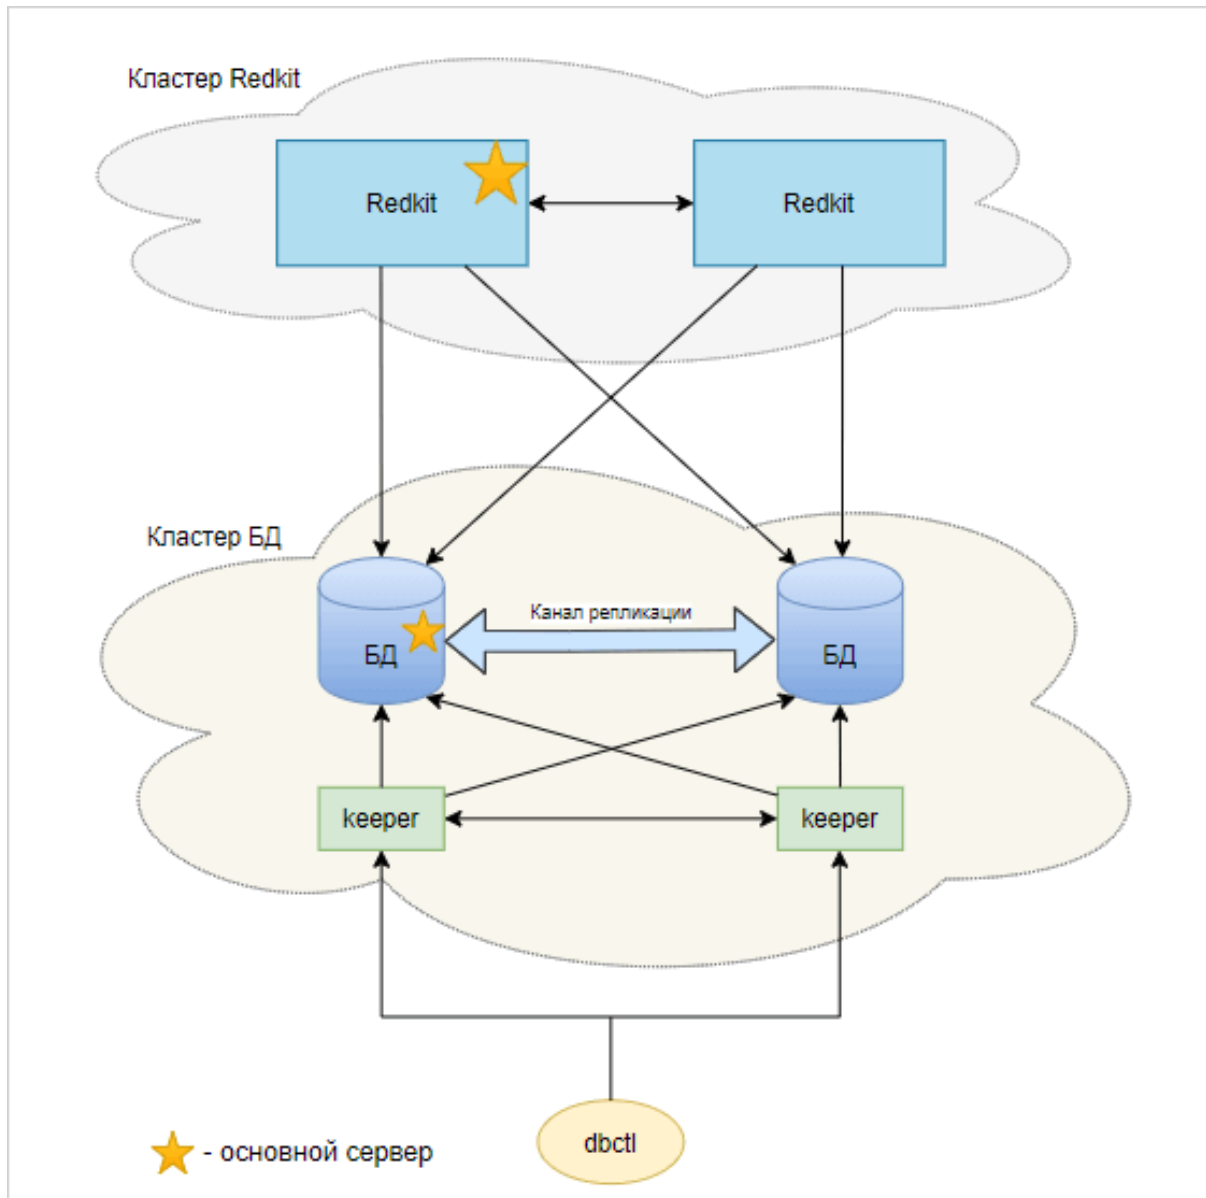 Кластер Redkit
Redkit
Redkit
Кластер БД
Канал репликации
БД
БД
keeper
keeper
dbctl
- основной сервер